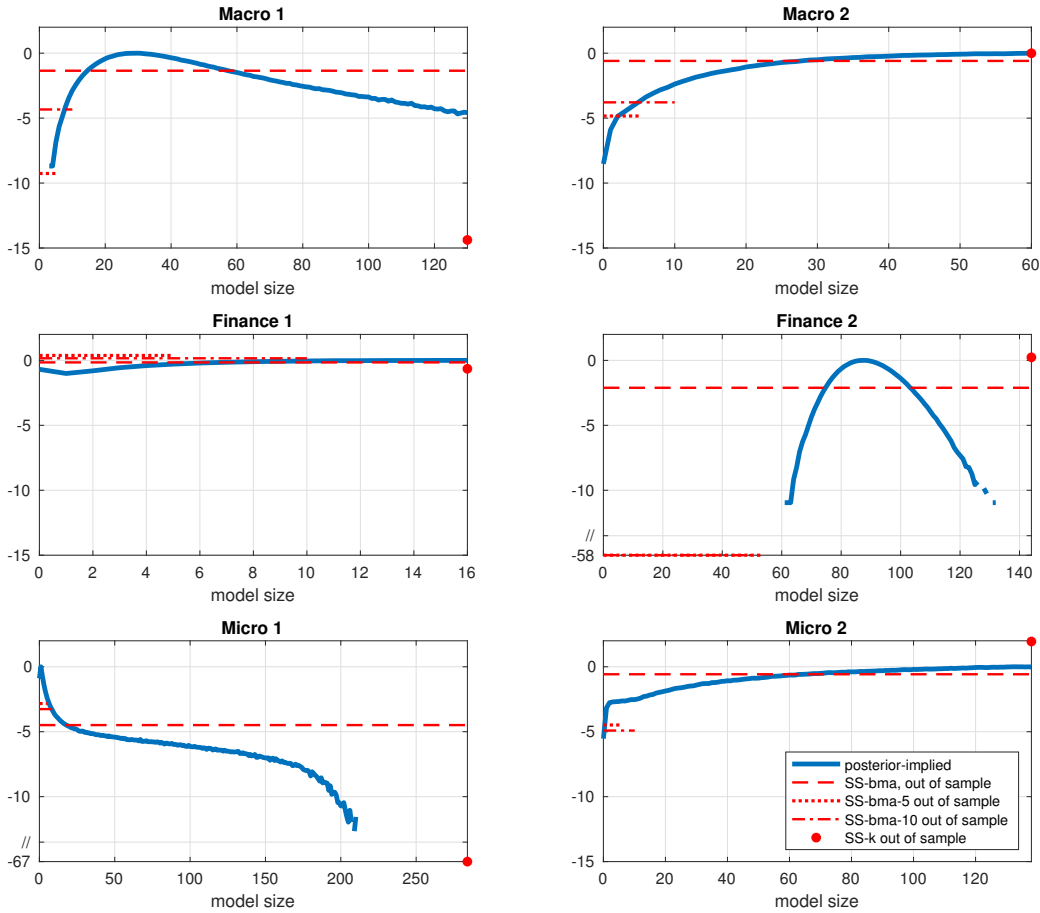 Macro 1
0
-5
-10
-15
0 20 40 60 80 100 120
model size
Macro 2
0
-5
-10
-15
0 10 20 30 40 50 60
model size
Finance 1
0
-5
-10
-15
0 2 4 6 8 10 12 14 16
model size
Finance 2
0
-5
-10
//
-58
0 20 40 60 80 100 120 140
model size
Micro 1
0
-5
-10
//
-67
0 50 100 150 200 250
model size
Micro 2
0
-5
-10
-15
0 20 40 60 80 100 120
model size
posterior-implied
SS-bma, out of sample
SS-bma-5 out of sample
SS-bma-10 out of sample
SS-k out of sample